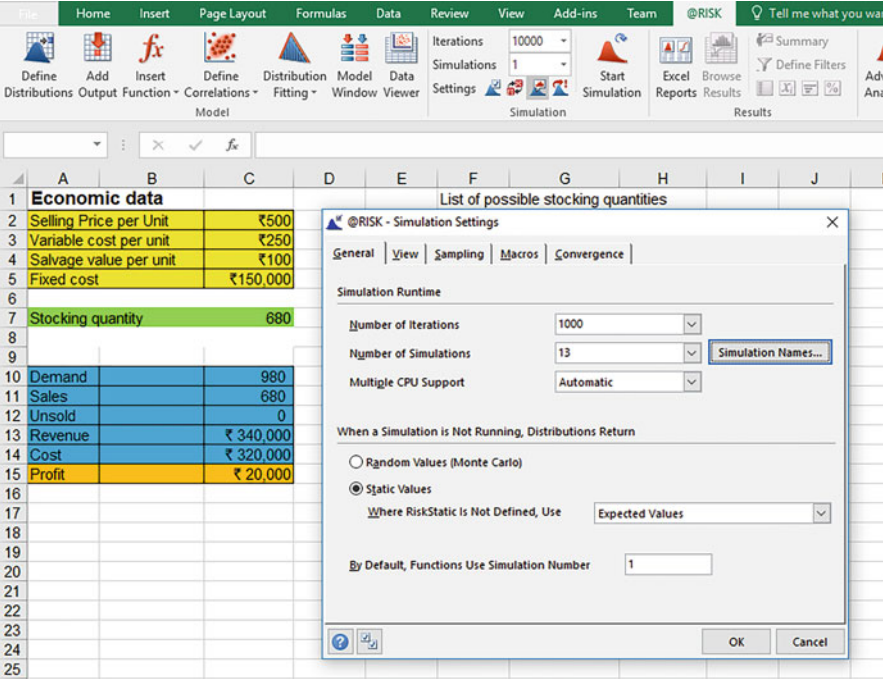 File Home Insert Page Layout Formulas Data Review View Add-ins Team @RISK Tell me what you wan
Define Distributions
Add Output
Insert Function
Define Correlations
Distribution Fitting
Model Window
Data Viewer
Model
Iterations 10000
Simulations 1
Settings
Start Simulation
Simulation
Excel Reports
Browse Results
Summary
Define Filters
Results
fx
A B C D E F G H I J
1 Economic data List of possible stocking quantities
2 Selling Price per Unit ₹500
3 Variable cost per unit ₹250
4 Salvage value per unit ₹100
5 Fixed cost ₹150,000
6
7 Stocking quantity 680
8
9
10 Demand 980
11 Sales 680
12 Unsold 0
13 Revenue ₹ 340,000
14 Cost ₹ 320,000
15 Profit ₹ 20,000
16
17
18
19
20
21
22
23
24
25
@RISK - Simulation Settings
General View Sampling Macros Convergence
Simulation Runtime
Number of Iterations 1000
Number of Simulations 13 Simulation Names...
Multiple CPU Support Automatic
When a Simulation is Not Running, Distributions Return
Random Values (Monte Carlo)
Static Values
Where RiskStatic Is Not Defined, Use Expected Values
By Default, Functions Use Simulation Number 1
OK Cancel